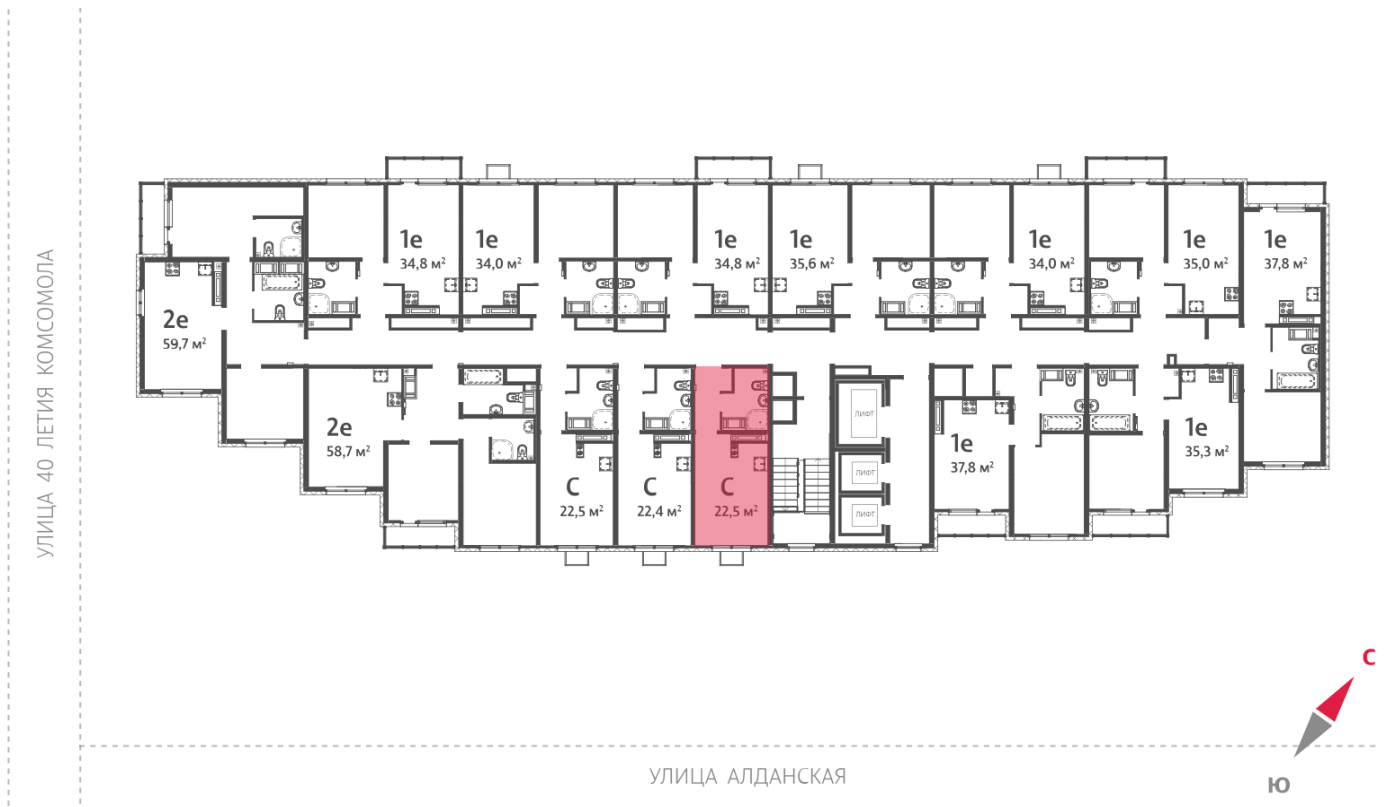 УЛИЦА 40 ЛЕТИЯ КОМСОМОЛА
1е
34,8 м²
1е
34,0 м²
1е
34,8 м²
1е
35,6 м²
1е
34,0 м²
1е
35,0 м²
1е
37,8 м²
2е
59,7 м²
2е
58,7 м²
С
22,5 м²
С
22,4 м²
С
22,5 м²
ЛИФТ
ЛИФТ
ЛИФТ
1е
37,8 м²
1е
35,3 м²
С
Ю
УЛИЦА АЛДАНСКАЯ